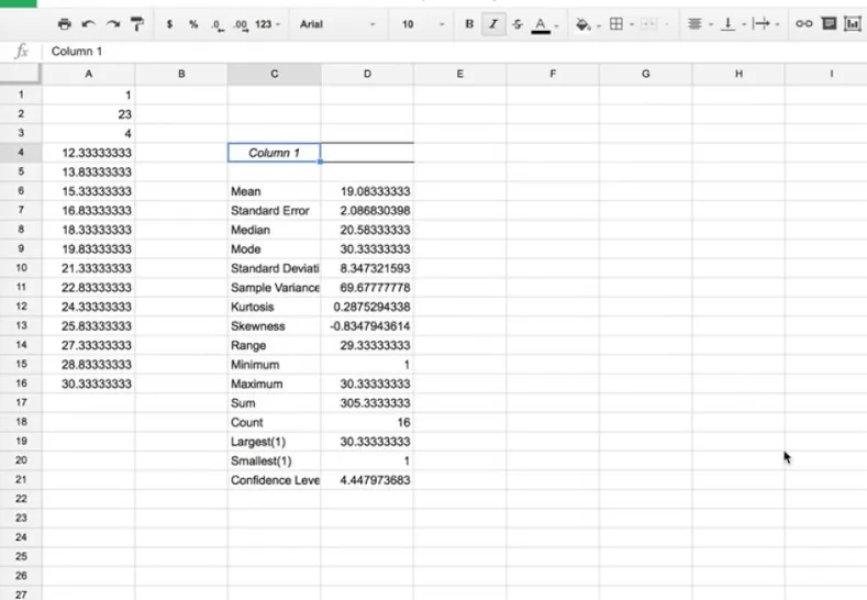 $ % .0 .00 123 Arial 10 B I S A
fx Column 1
A B C D E F G H I
1 1
2 23
3 4
4 12.33333333 Column 1
5 13.83333333
6 15.33333333 Mean 19.08333333
7 16.83333333 Standard Error 2.086830398
8 18.33333333 Median 20.58333333
9 19.83333333 Mode 30.33333333
10 21.33333333 Standard Deviati 8.347321593
11 22.83333333 Sample Variance 69.67777778
12 24.33333333 Kurtosis 0.2875294338
13 25.83333333 Skewness -0.8347943614
14 27.33333333 Range 29.33333333
15 28.83333333 Minimum 1
16 30.33333333 Maximum 30.33333333
17 Sum 305.3333333
18 Count 16
19 Largest(1) 30.33333333
20 Smallest(1) 1
21 Confidence Leve 4.447973683
22
23
24
25
26
27